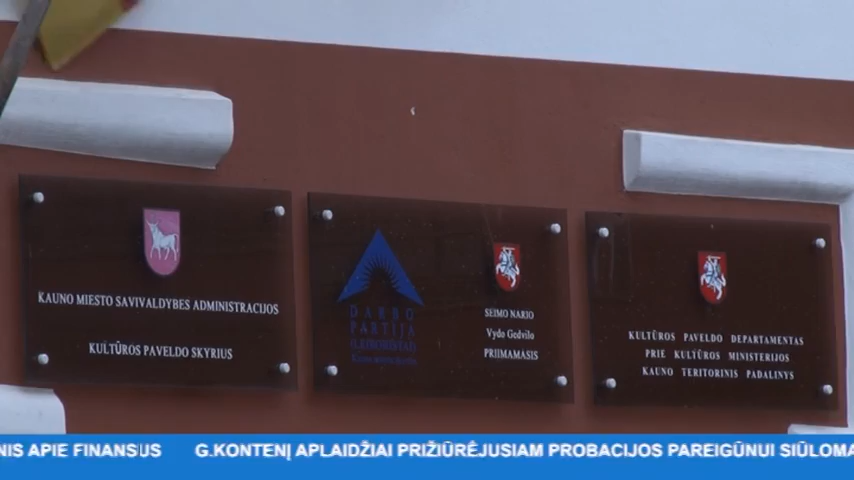 KAUNO MIESTO SAVIVALDYBĖS ADMINISTRACIJOS
KULTŪROS PAVELDO SKYRIUS
DARBO
PARTIJA
SEIMO NARIO
Vydo Gedvilo
PRIIMAMASIS
KULTŪROS PAVELDO DEPARTAMENTAS
PRIE KULTŪROS MINISTERIJOS
KAUNO TERITORINIS PADALINYS
NIS APIE FINANSUS G.KONTENĮ APLAIDŽIAI PRIŽIŪRĖJUSIAM PROBACIJOS PAREIGŪNUI SIŪLOMA